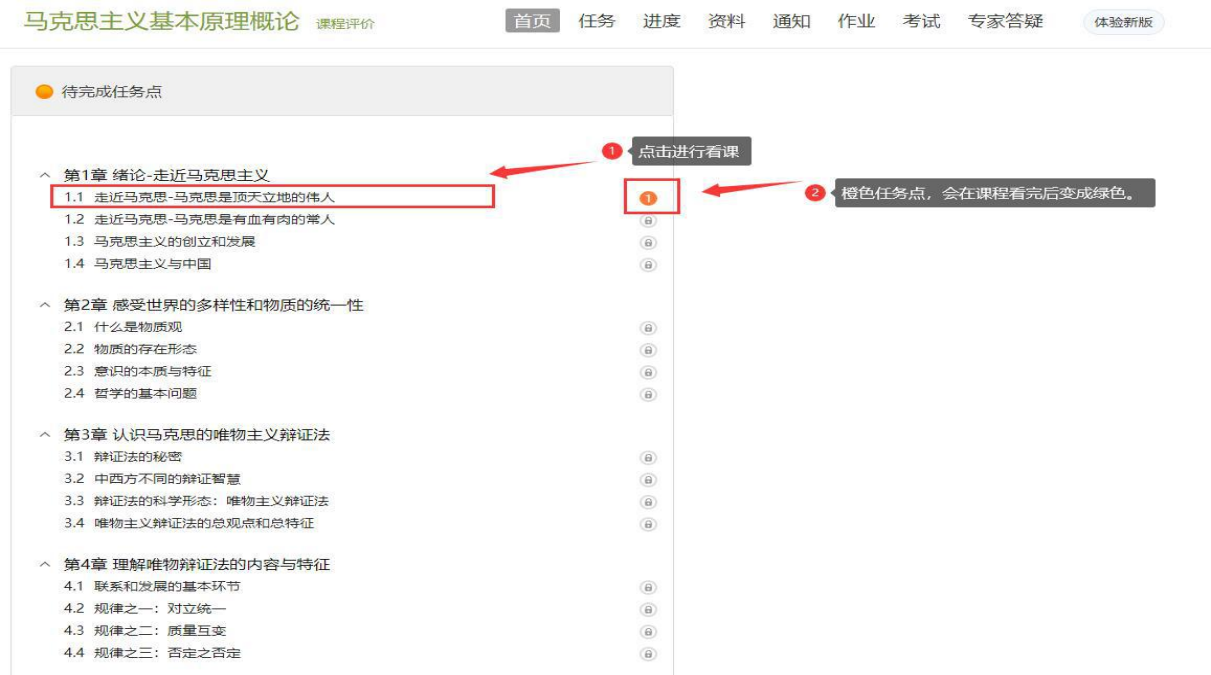 马克思主义基本原理概论 课程评价 首页 任务 进度 资料 通知 作业 考试 专家答疑 体验新版
待完成任务点
1 点击进行看课
第1章 绪论-走近马克思主义
1.1 走近马克思-马克思是顶天立地的伟人 1
2 橙色任务点，会在课程看完后变成绿色。
1.2 走近马克思-马克思是有血有肉的常人
1.3 马克思主义的创立和发展
1.4 马克思主义与中国
第2章 感受世界的多样性和物质的统一性
2.1 什么是物质观
2.2 物质的存在形态
2.3 意识的本质与特征
2.4 哲学的基本问题
第3章 认识马克思的唯物主义辩证法
3.1 辩证法的秘密
3.2 中西方不同的辩证智慧
3.3 辩证法的科学形态：唯物主义辩证法
3.4 唯物主义辩证法的总观点和总特征
第4章 理解唯物辩证法的内容与特征
4.1 联系和发展的基本环节
4.2 规律之一：对立统一
4.3 规律之二：质量互变
4.4 规律之三：否定之否定